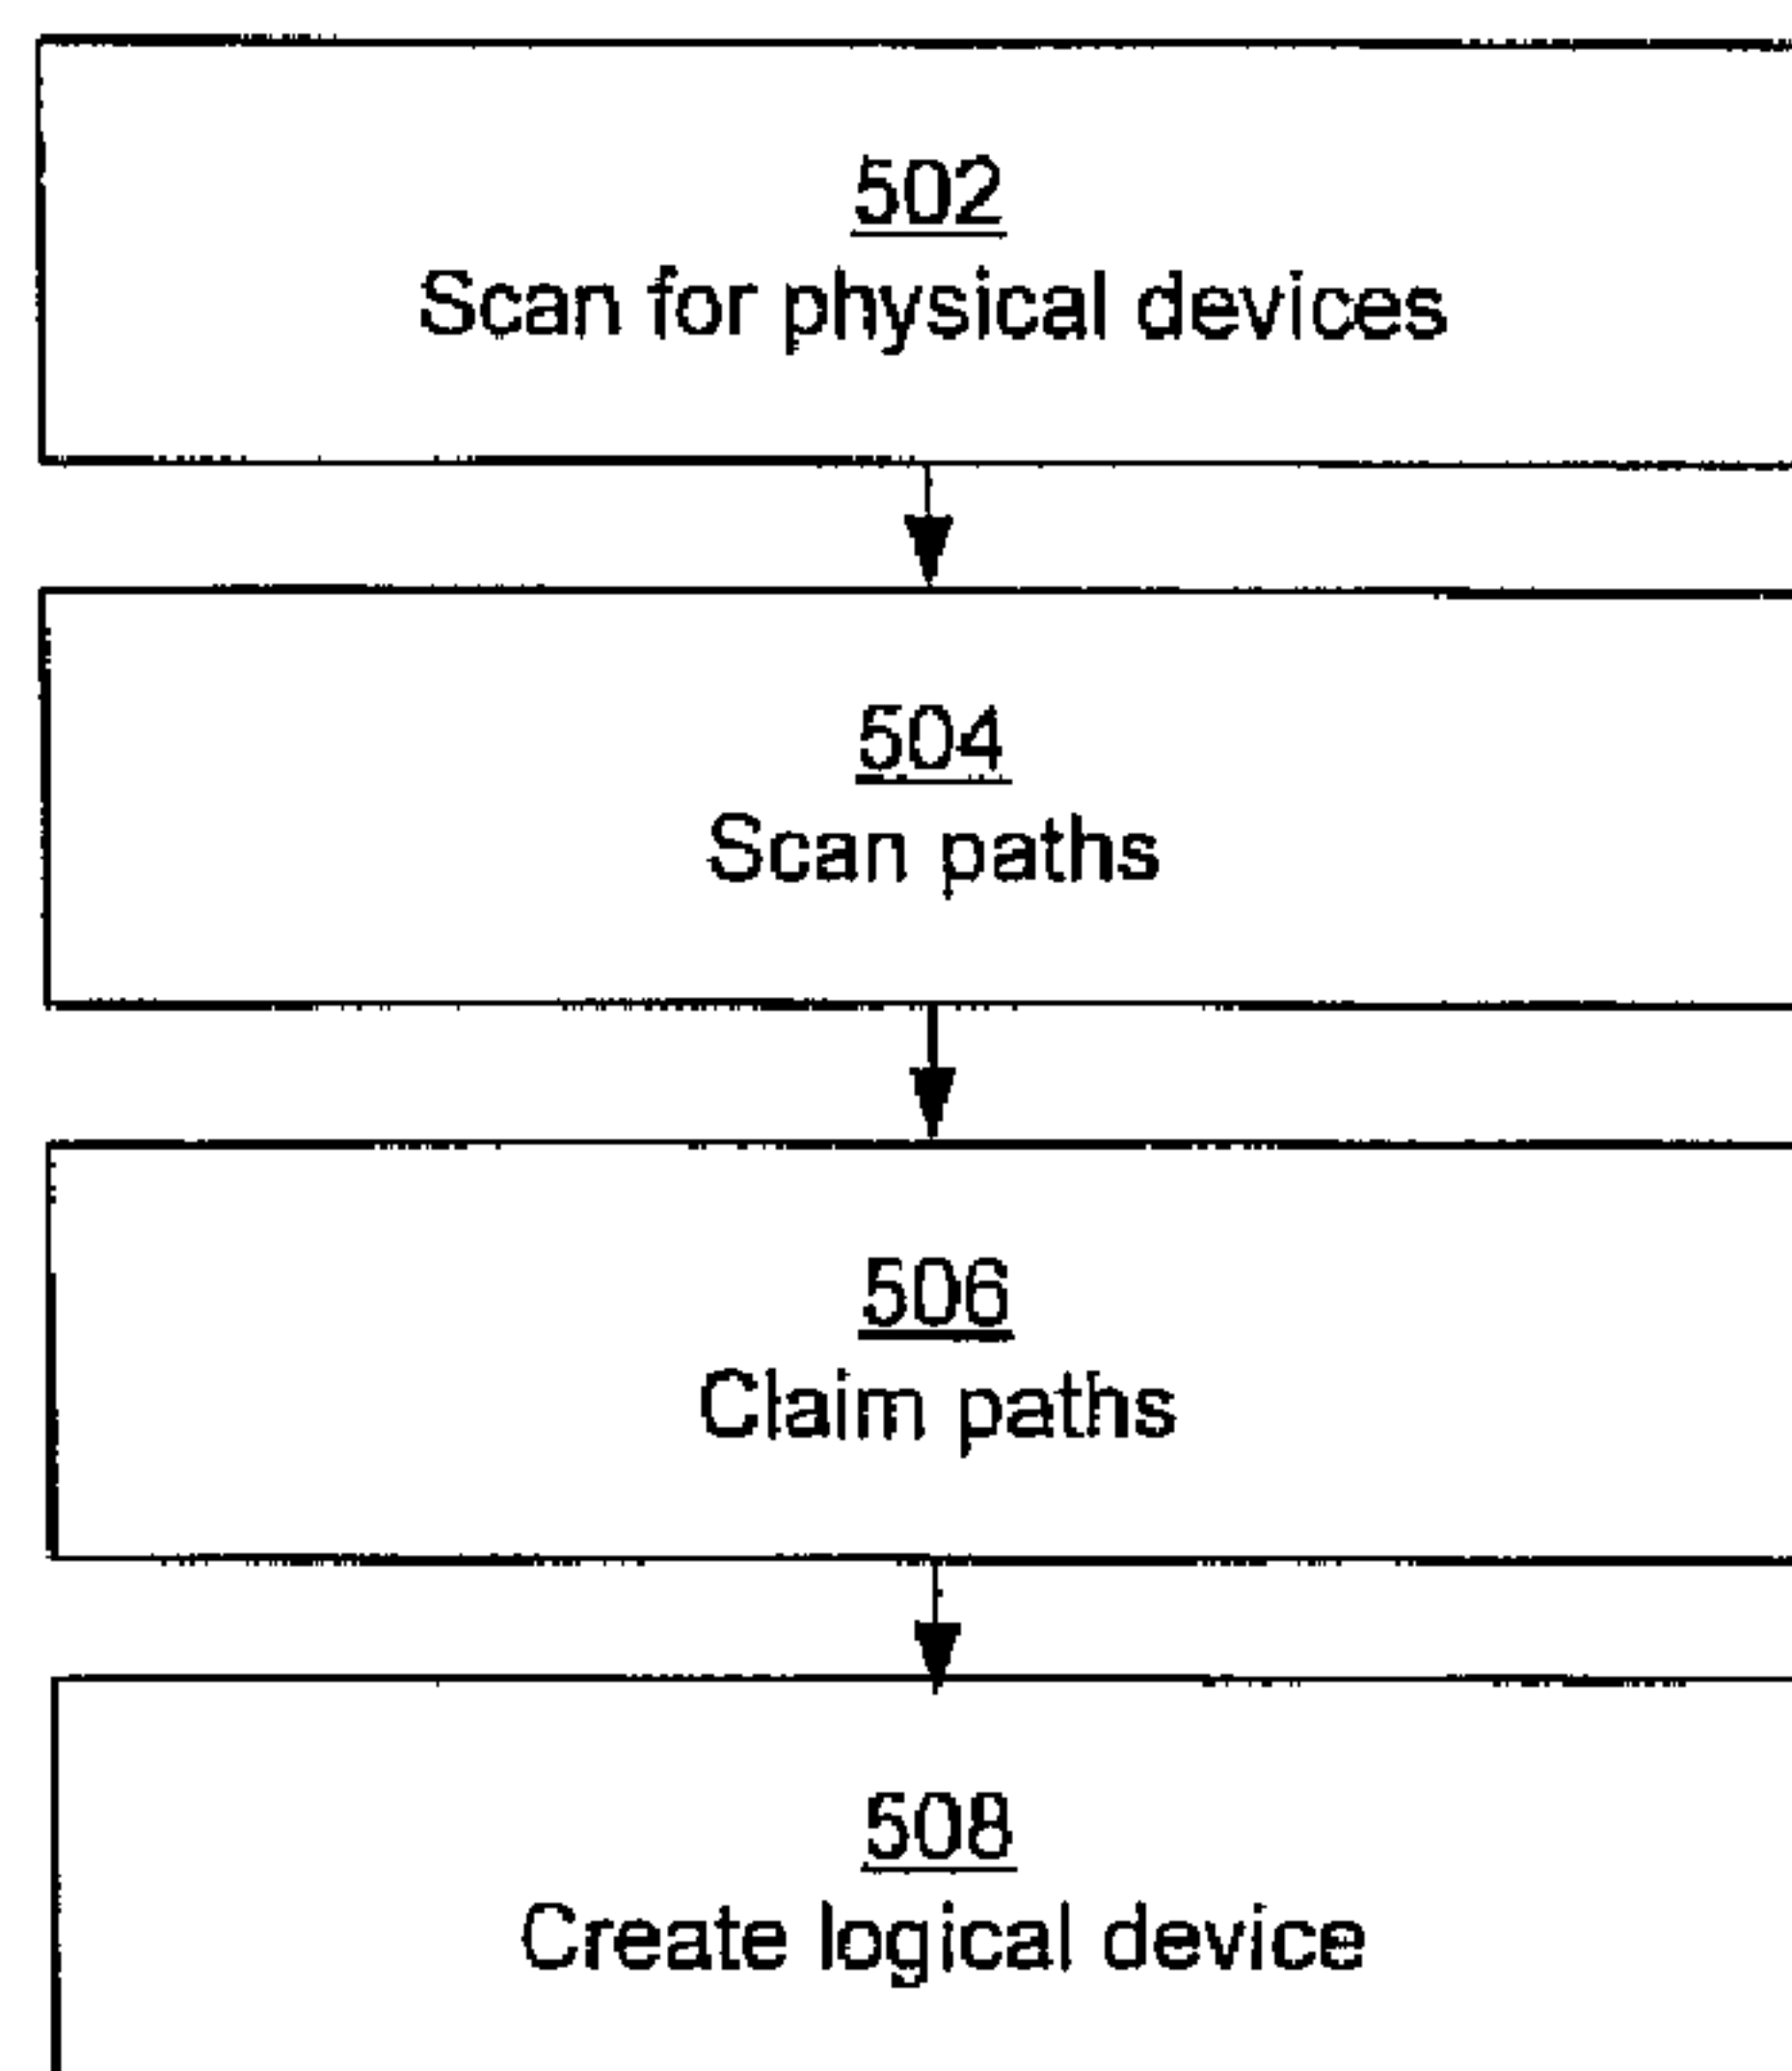 502
Scan for physical devices
504
Scan paths
506
Claim paths
508
Create logical device